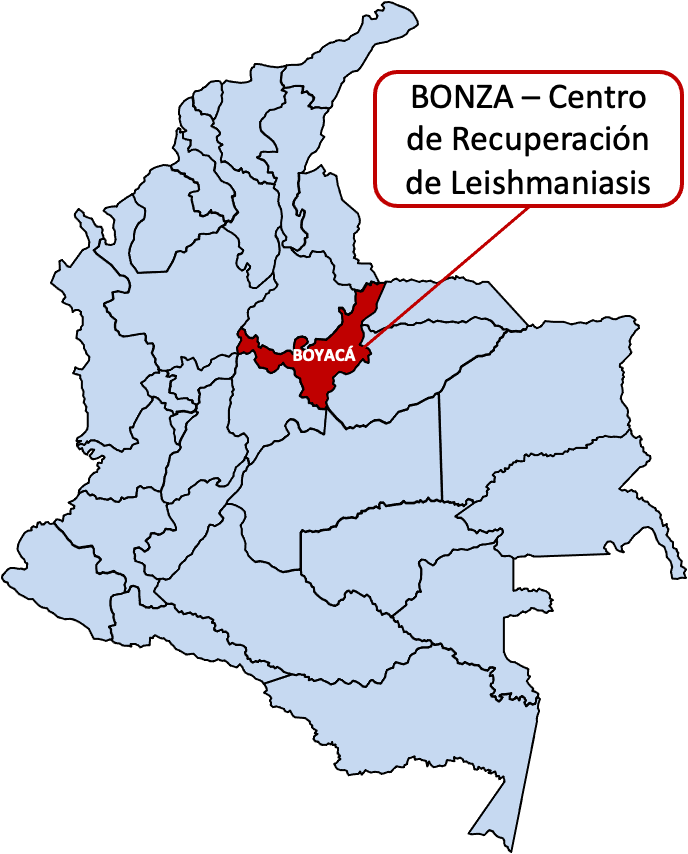 BONZA – Centro
de Recuperación
de Leishmaniasis
BOYACÁ